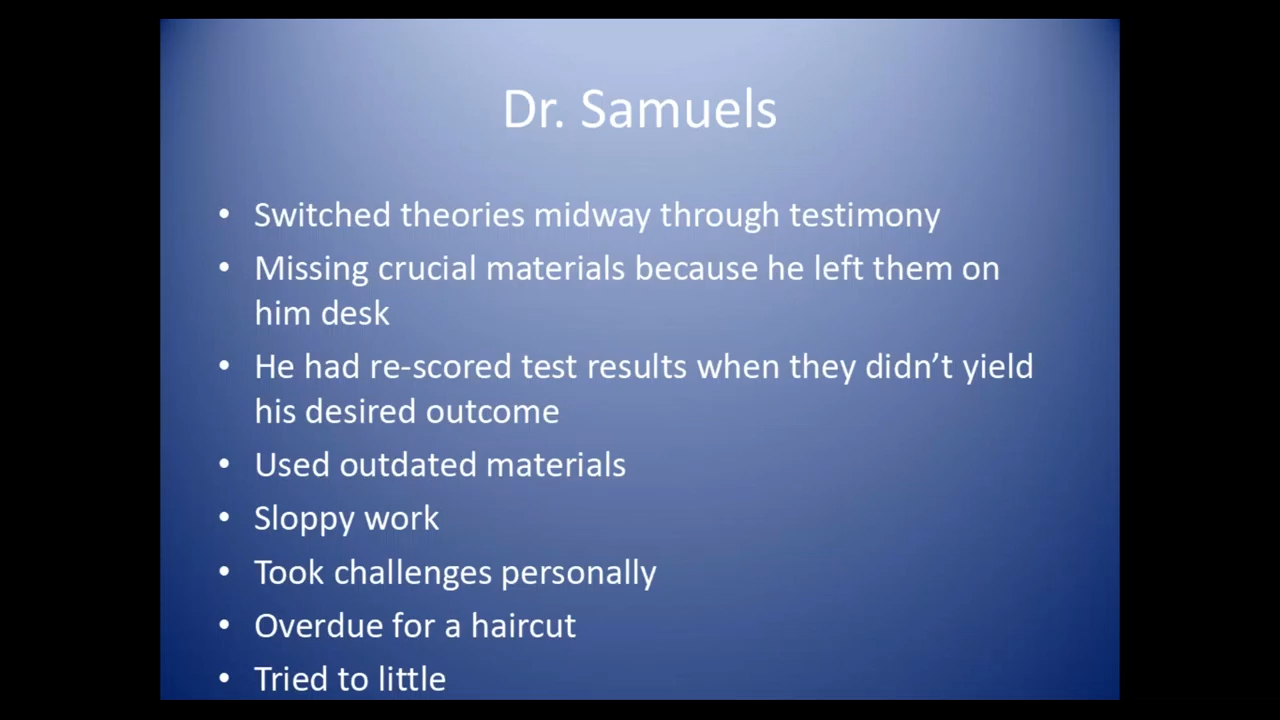 Dr. Samuels
• Switched theories midway through testimony
• Missing crucial materials because he left them on
him desk
• He had re-scored test results when they didn’t yield
his desired outcome
• Used outdated materials
• Sloppy work
• Took challenges personally
• Overdue for a haircut
• Tried to little